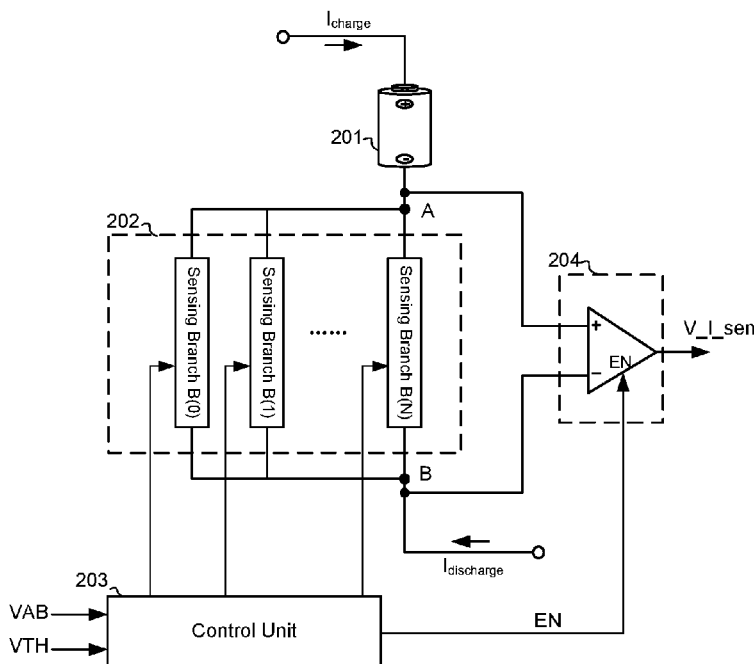 Icharge
201
+
-
A
202
204
Sensing Branch B(0)
Sensing Branch B(1)
......
Sensing Branch B(N)
+
-
EN
V_I_sen
B
Idischarge
203
VAB
VTH
Control Unit
EN